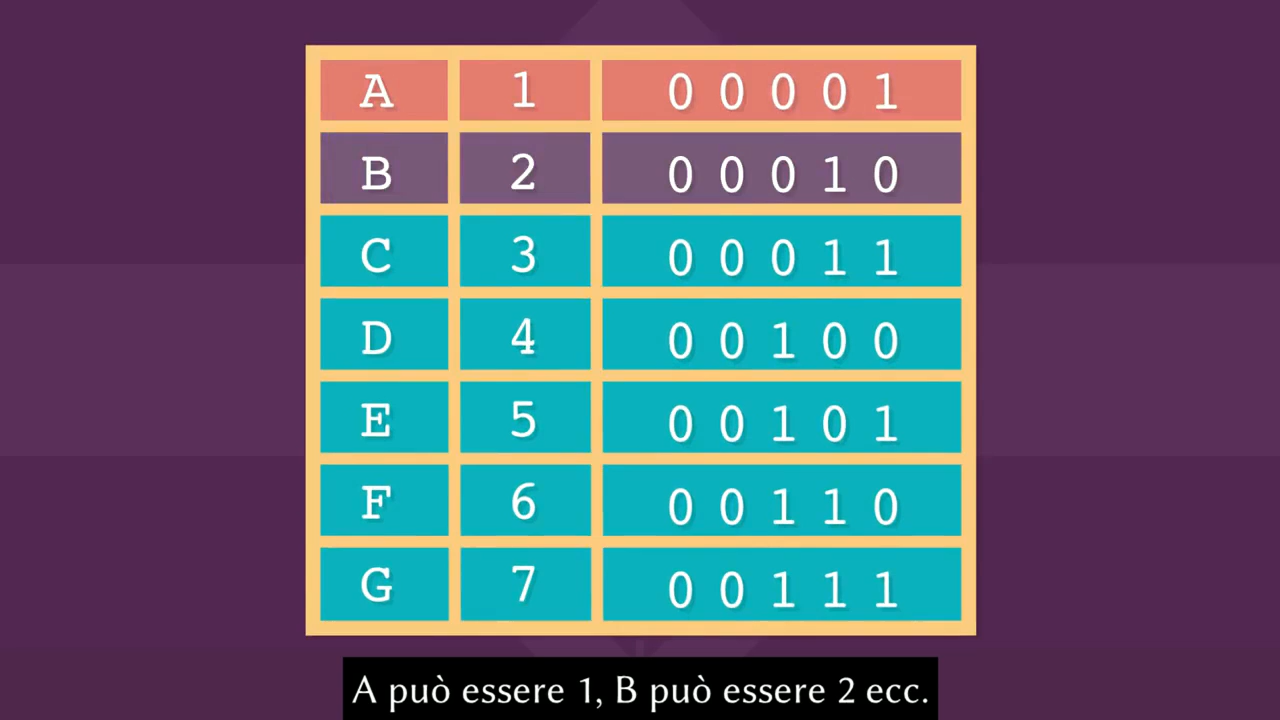 A 1 0 0 0 0 1
B 2 0 0 0 1 0
C 3 0 0 0 1 1
D 4 0 0 1 0 0
E 5 0 0 1 0 1
F 6 0 0 1 1 0
G 7 0 0 1 1 1
A può essere 1, B può essere 2 ecc.